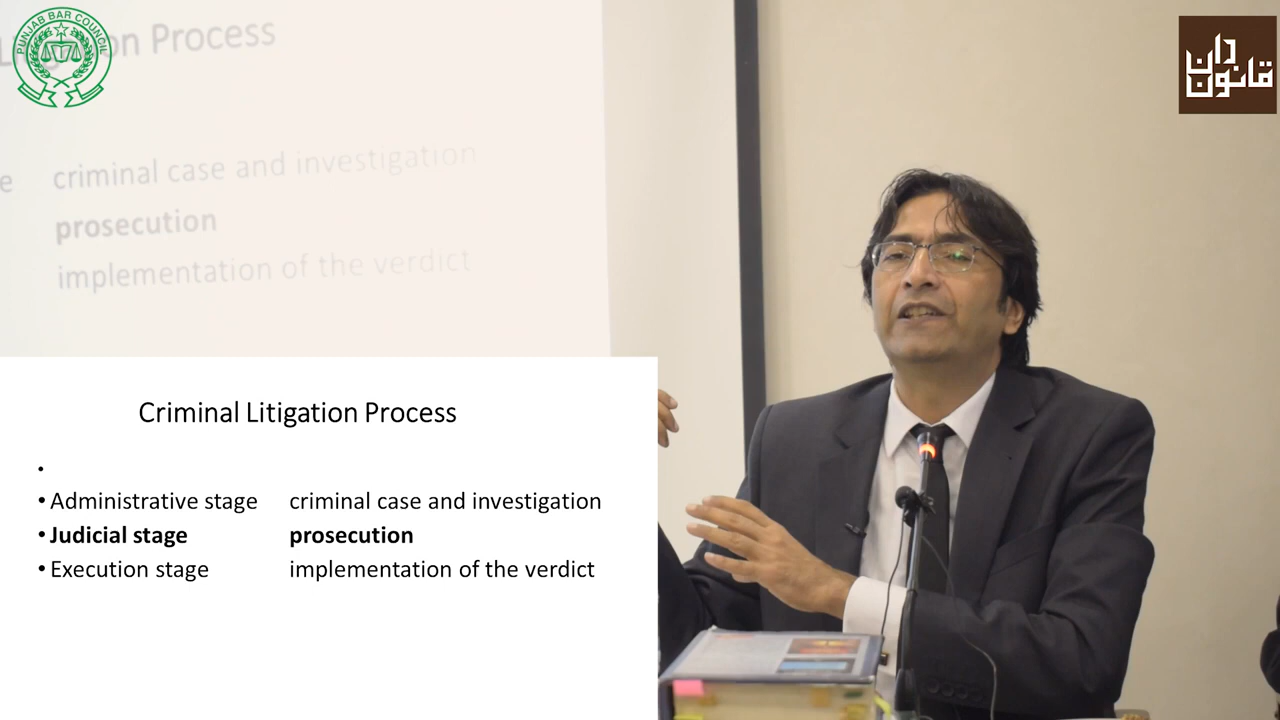 PUNJAB BAR COUNCIL
on Process
قانون دان
e criminal case and investigation
prosecution
implementation of the verdict
Criminal Litigation Process
•
• Administrative stage criminal case and investigation
• Judicial stage prosecution
• Execution stage implementation of the verdict